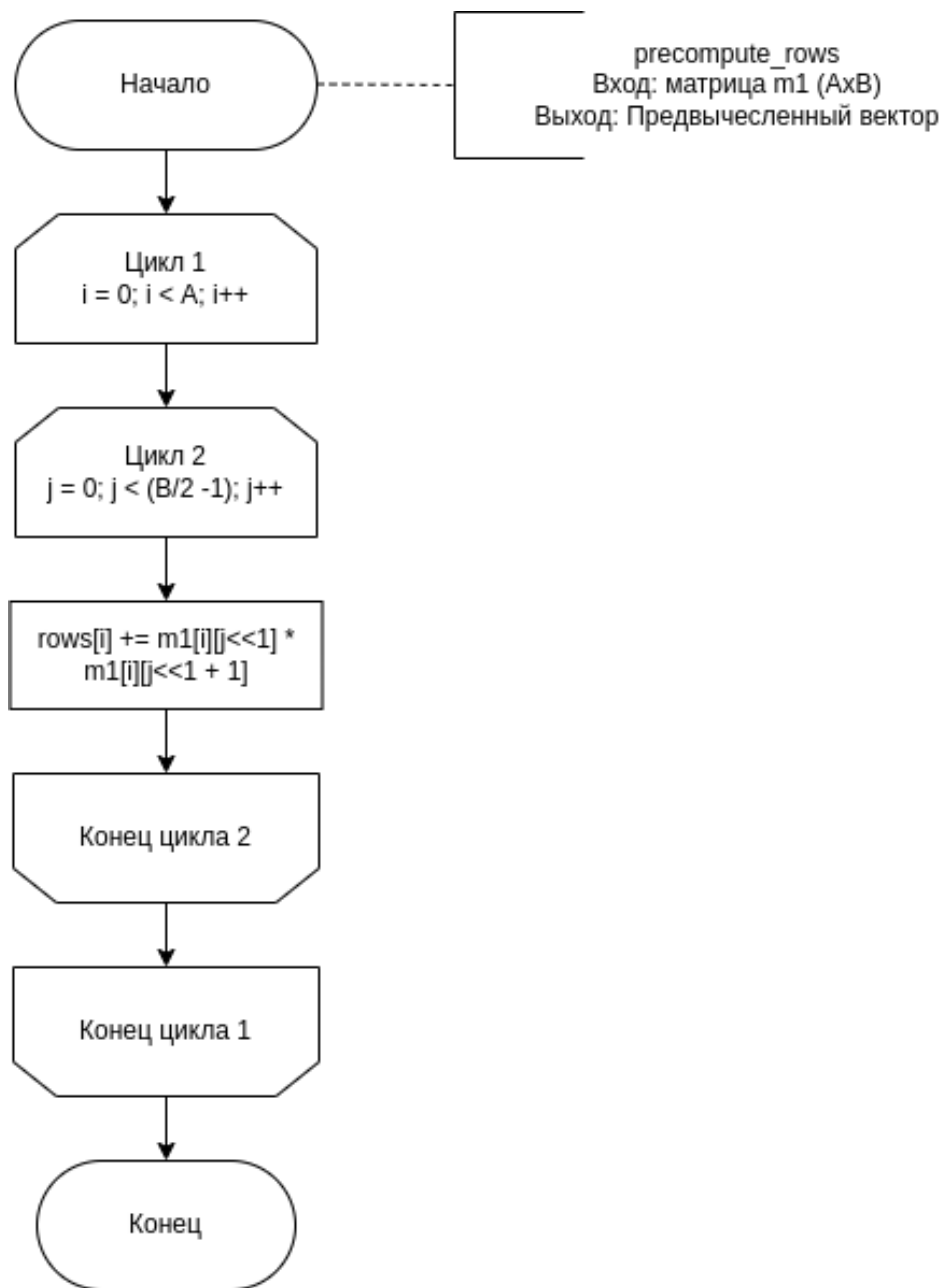 Начало
precompute_rows
Вход: матрица m1 (AxB)
Выход: Предвычесленный вектор
Цикл 1
i = 0; i < A; i++
Цикл 2
j = 0; j < (B/2 -1); j++
rows[i] += m1[i][j<<1] *
m1[i][j<<1 + 1]
Конец цикла 2
Конец цикла 1
Конец